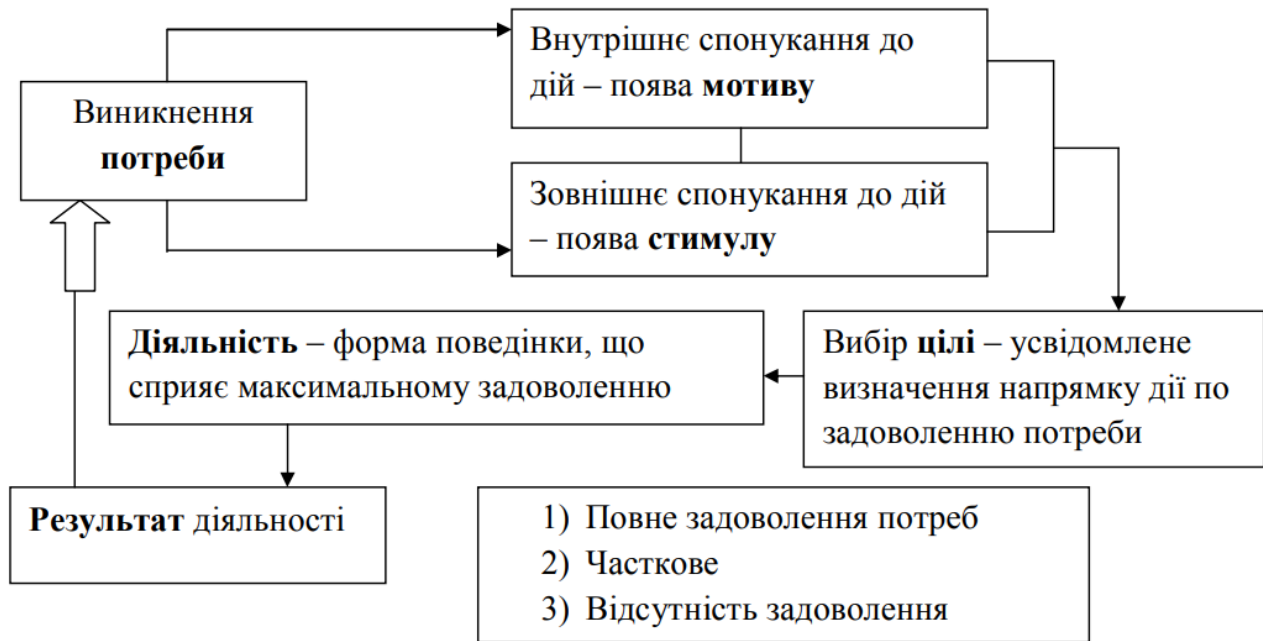 Внутрішнє спонукання до
дій – поява мотиву
Виникнення
потреби
Зовнішнє спонукання до дій
– поява стимулу
Діяльність – форма поведінки, що
сприяє максимальному задоволенню
Вибір цілі – усвідомлене
визначення напрямку дії по
задоволенню потреби
Результат діяльності
1) Повне задоволення потреб
2) Часткове
3) Відсутність задоволення